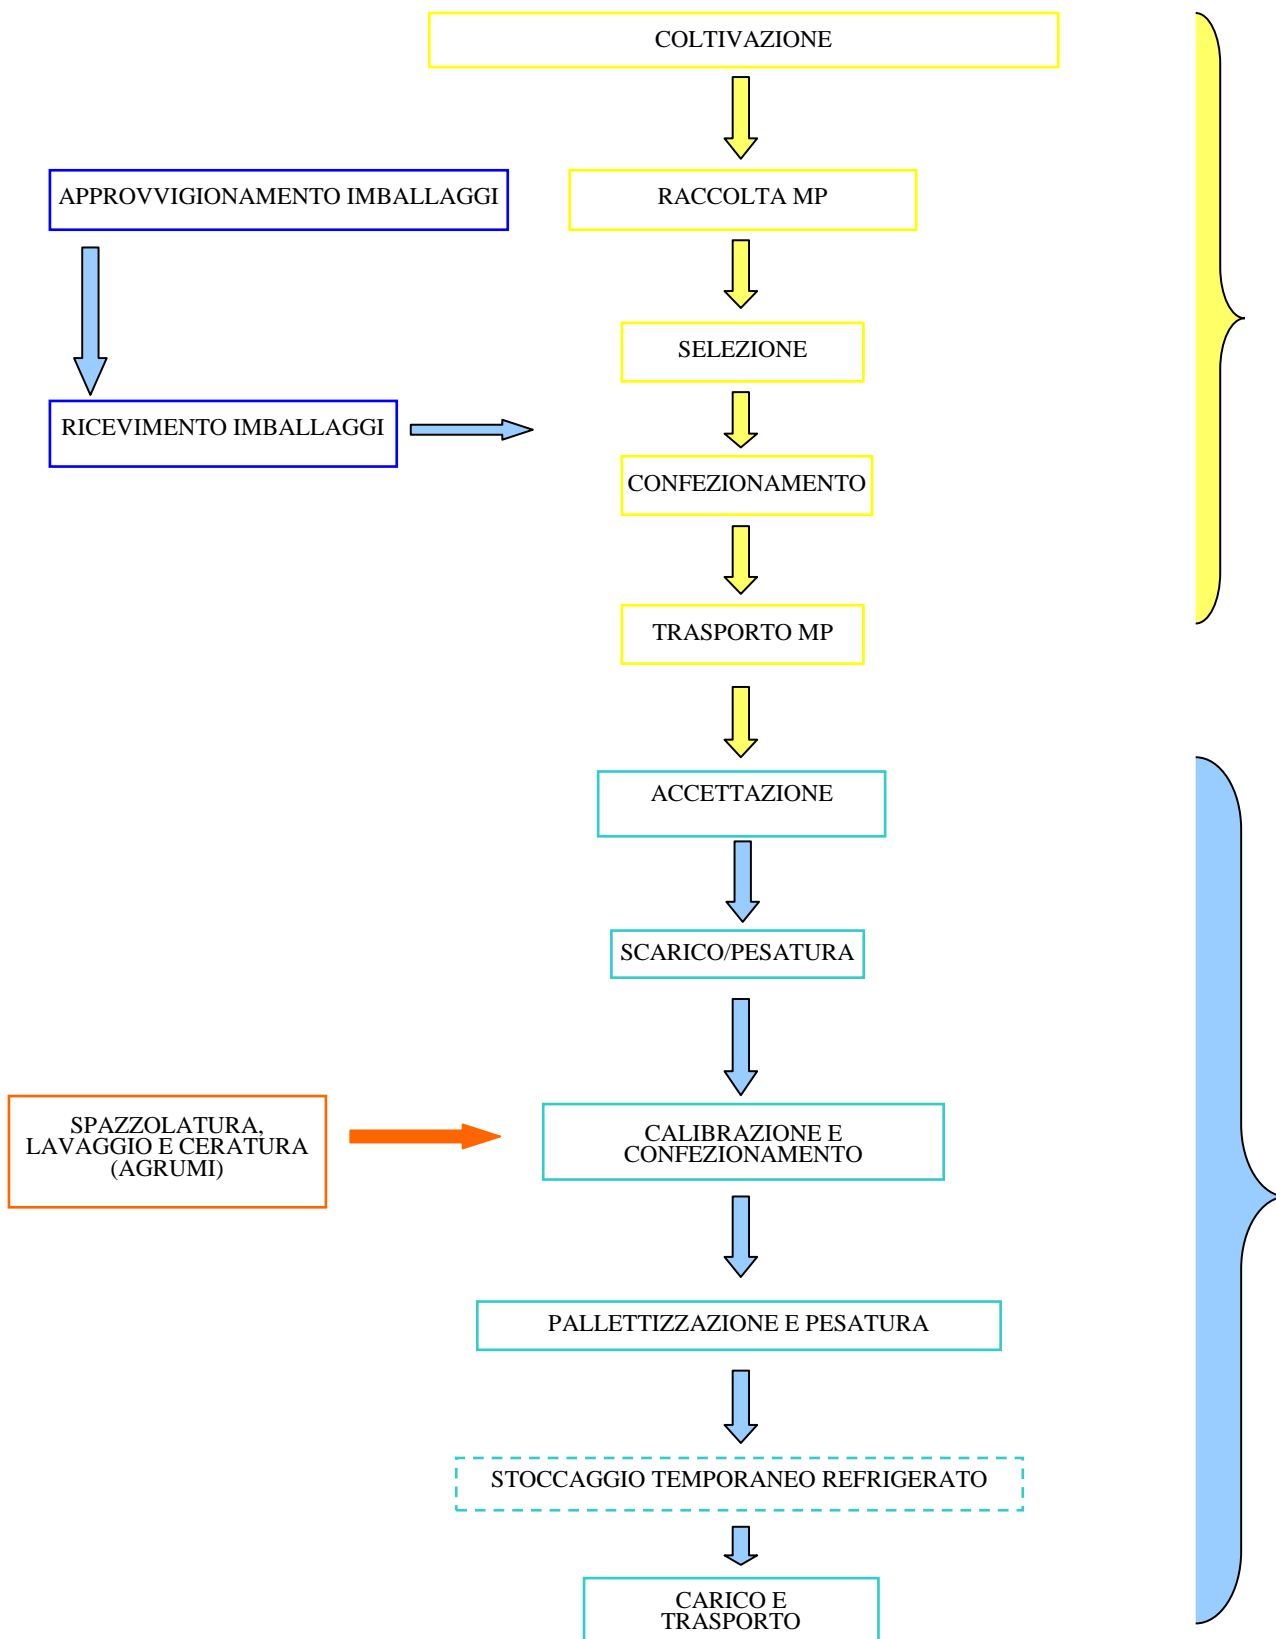 COLTIVAZIONE
APPROVVIGIONAMENTO IMBALLAGGI
RACCOLTA MP
SELEZIONE
RICEVIMENTO IMBALLAGGI
CONFEZIONAMENTO
TRASPORTO MP
ACCETTAZIONE
SCARICO/PESATURA
SPAZZOLATURA,
LAVAGGIO E CERATURA
(AGRUMI)
CALIBRAZIONE E
CONFEZIONAMENTO
PALLETTIZZAZIONE E PESATURA
STOCCAGGIO TEMPORANEO REFRIGERATO
CARICO E
TRASPORTO